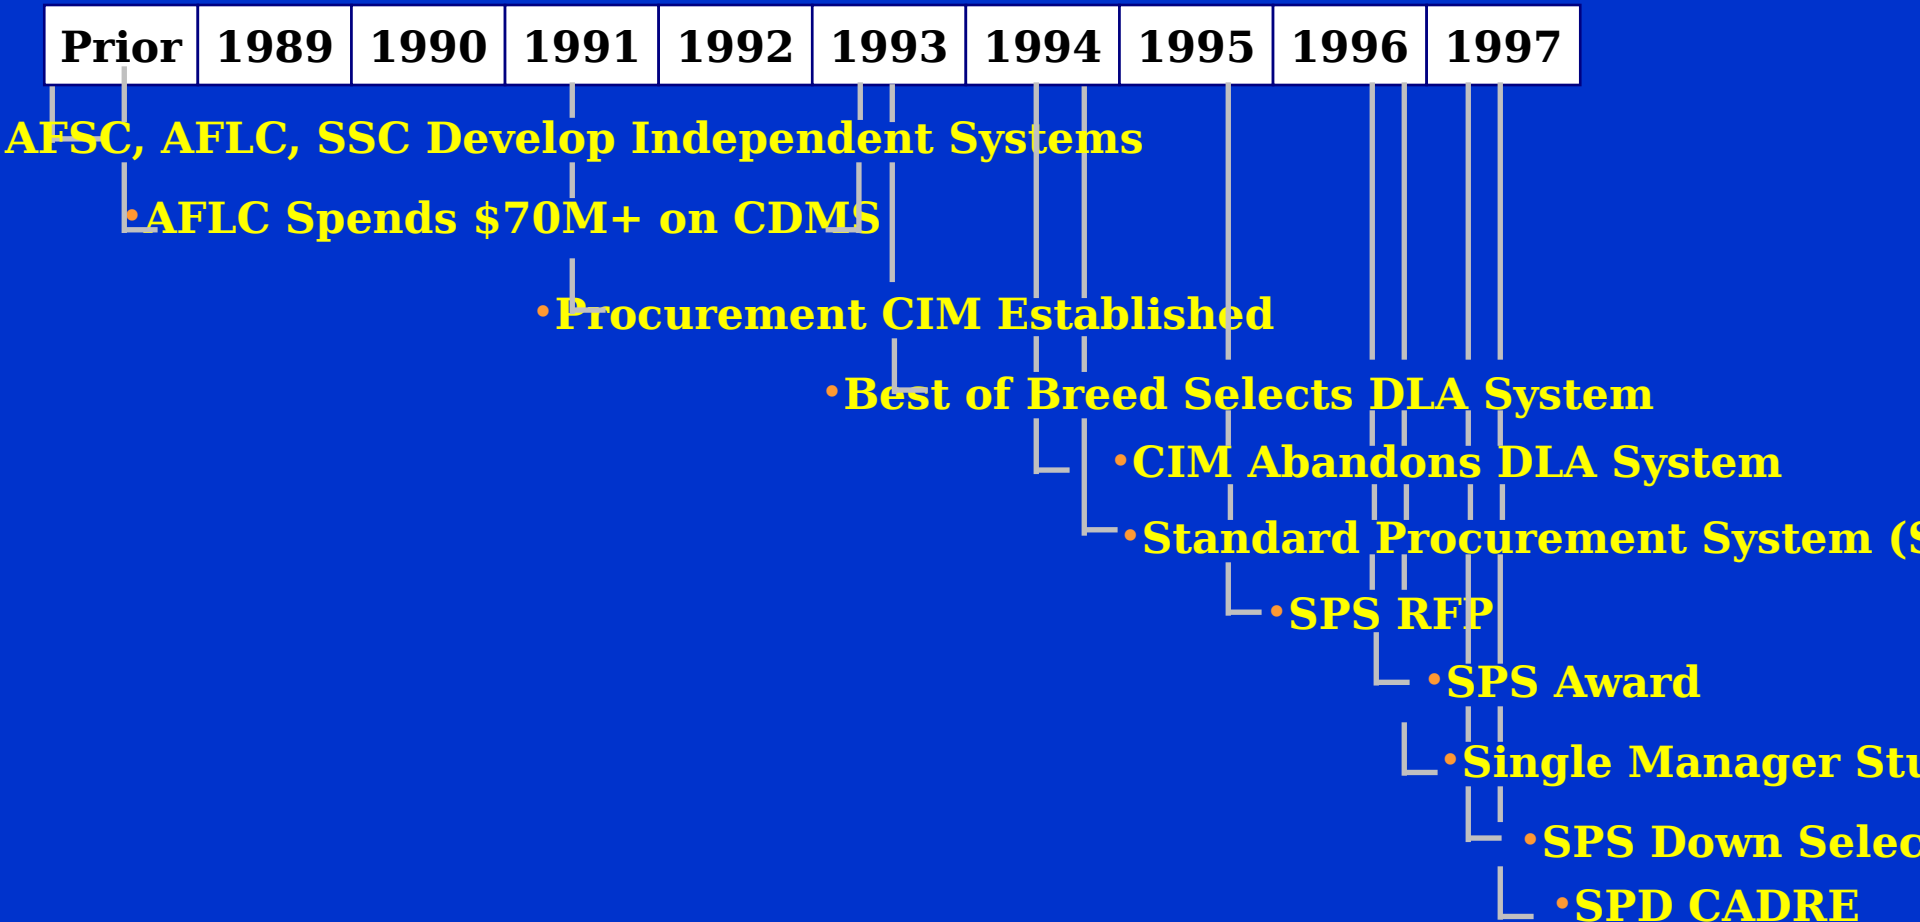 Prior 1989 1990 1991 1992 1993 1994 1995 1996 1997
AFSC, AFLC, SSC Develop Independent Systems
•AFLC Spends $70M+ on CDMS
•Procurement CIM Established
•Best of Breed Selects DLA System
•CIM Abandons DLA System
•Standard Procurement System (
•SPS RFP
•SPS Award
•Single Manager
•SPS Down
•SPD CADRE